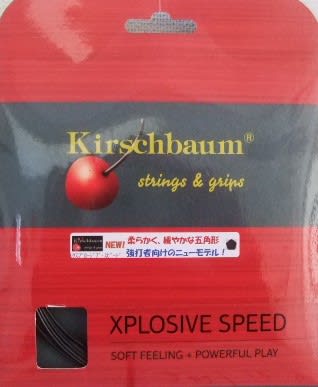 Kirschbaum®
strings & grips
NEW! 柔らかく、緩やかな五角形
強打者向けのニューモデル！
XPLOSIVE SPEED
SOFT FEELING + POWERFUL PLAY